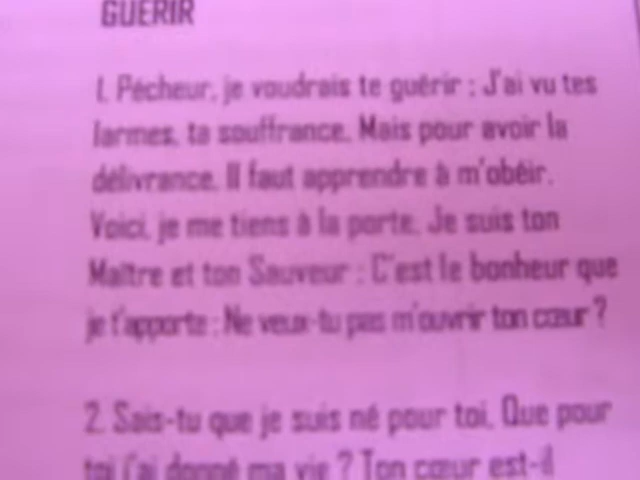 GUÉRIR
1. Pécheur, je voudrais te guérir : J'ai vu tes
larmes, ta souffrance. Mais pour avoir la
délivrance, Il faut apprendre à m'obéir.
Voici, je me tiens à la porte, Je suis ton
Maître et ton Sauveur : C'est le bonheur que
je t'apporte : Ne veux-tu pas m'ouvrir ton cœur ?
2. Sais-tu que je suis né pour toi, Que pour
toi j'ai donné ma vie ? Ton cœur est-il